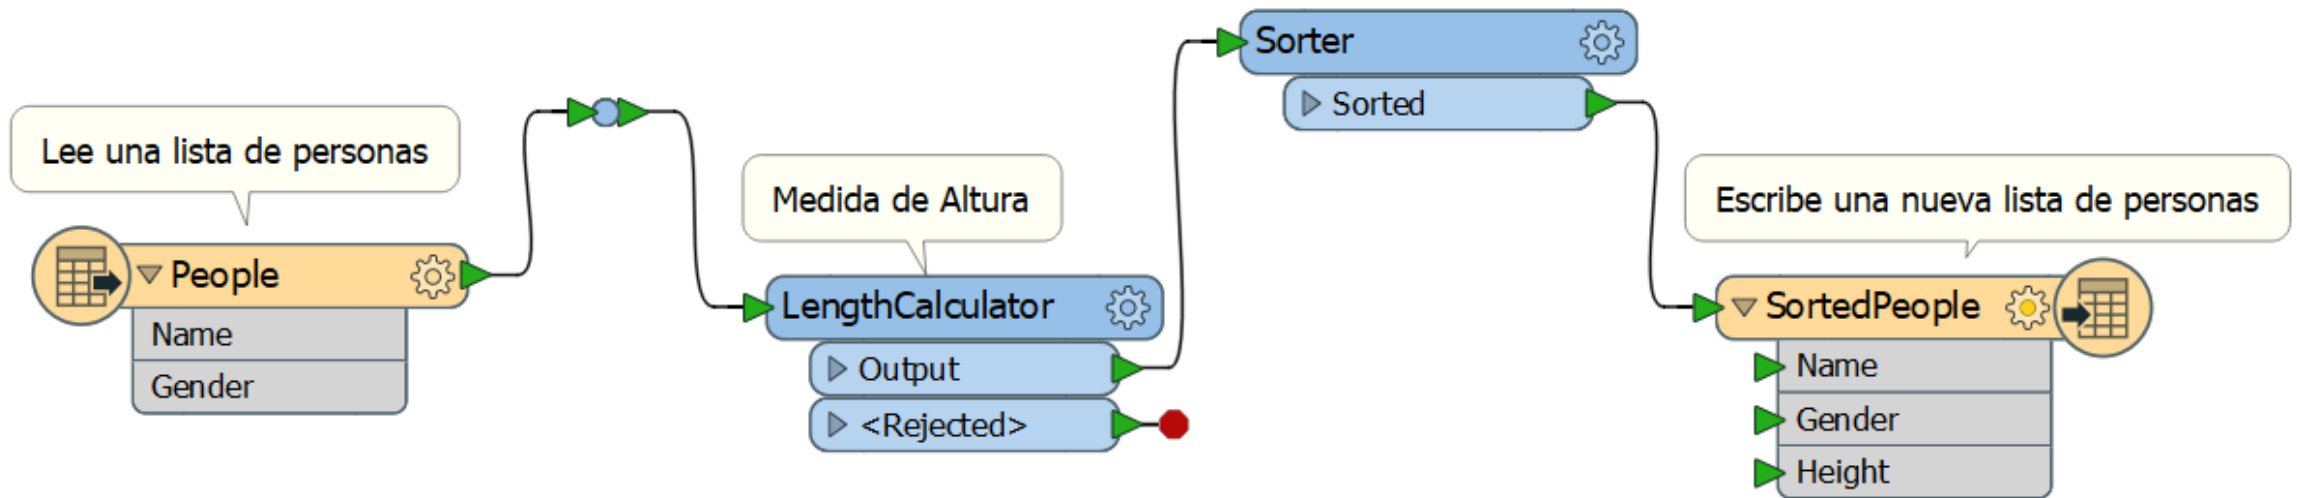 Lee una lista de personas
People
Name
Gender
Medida de Altura
LengthCalculator
Output
<Rejected>
Sorter
Sorted
Escribe una nueva lista de personas
SortedPeople
Name
Gender
Height